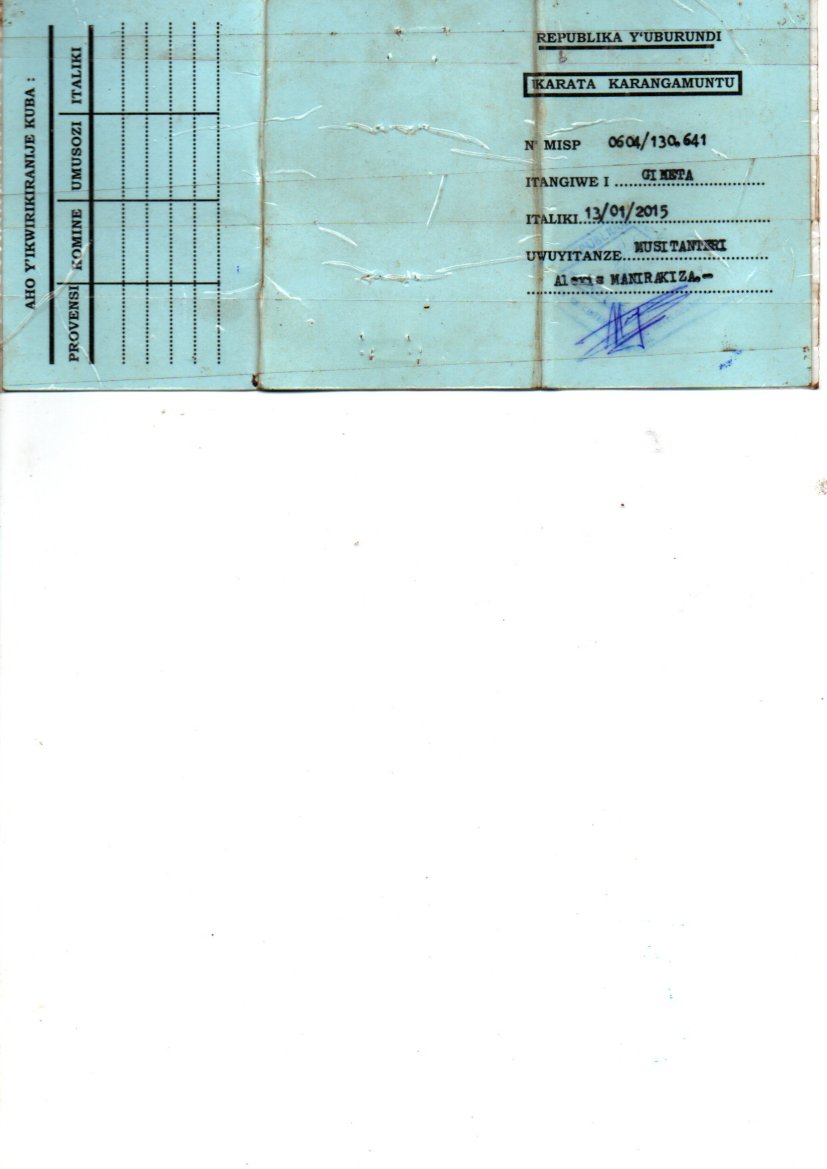 AHO Y'IKWIRIKIRANIJE KUBA :
PROVENSI KOMINE UMUSOZI ITALIKI
REPUBLIKA Y'UBURUNDI
IKARATA KARANGAMUNTU
N° MISP 0604/130.641
ITANGIWE I GIHETA
ITALIKI 13/01/2015
UWUYITANZE MUSITANTERI
Alexis MANIRAKIZA.-